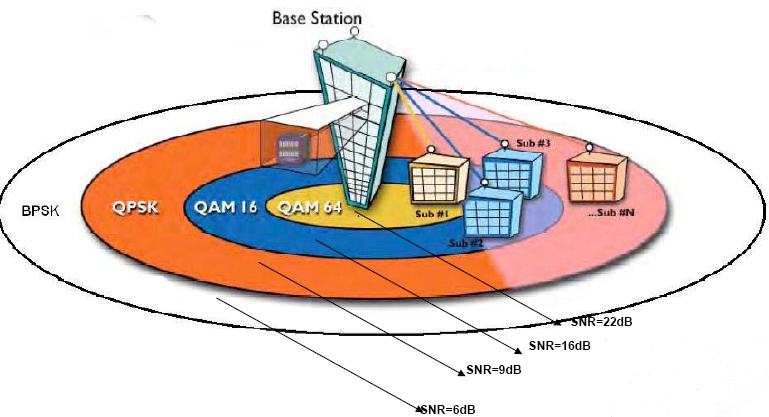 Base Station
Sub #3
BPSK
QPSK
QAM 16
QAM 64
Sub #1
...Sub #N
Sub #2
SNR=22dB
SNR=16dB
SNR=9dB
SNR=6dB